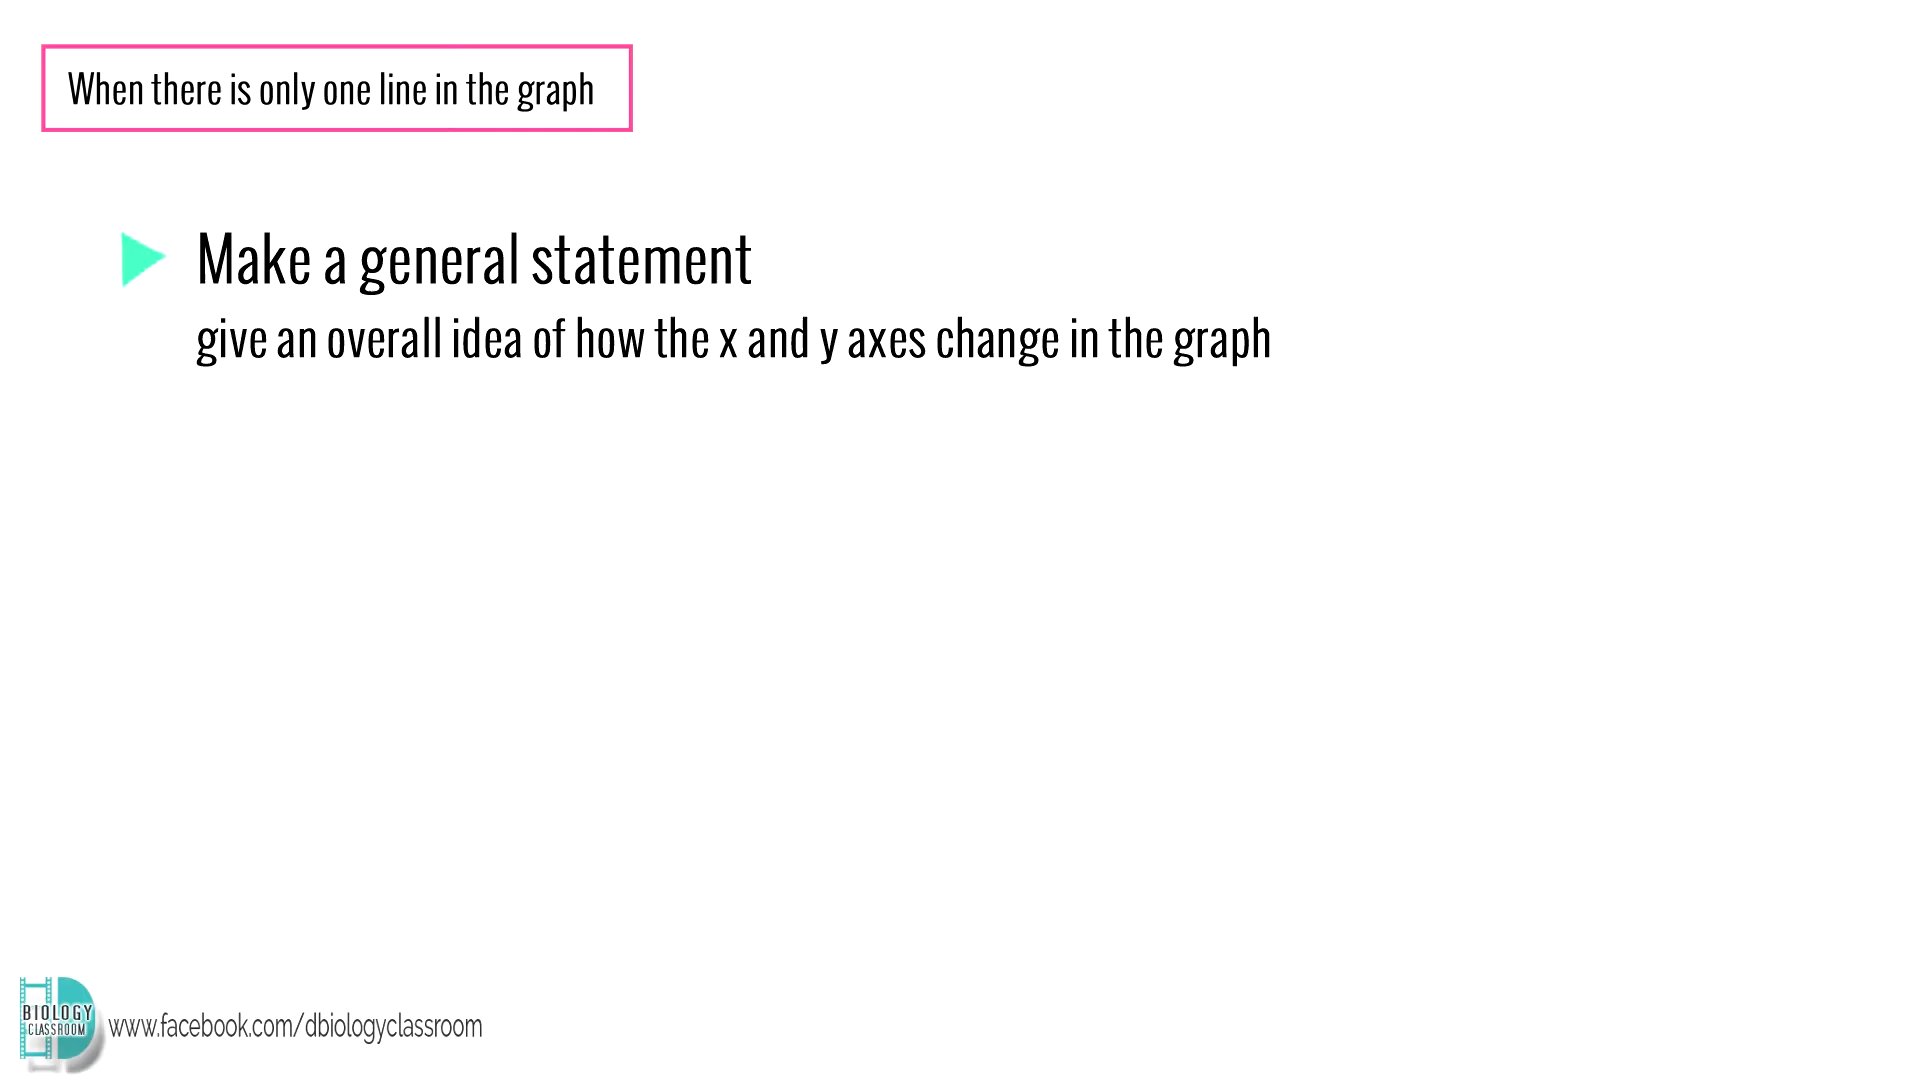 When there is only one line in the graph
Make a general statement
give an overall idea of how the x and y axes change in the graph
BIOLOGY
CLASSROOM
www.facebook.com/dbiologyclassroom